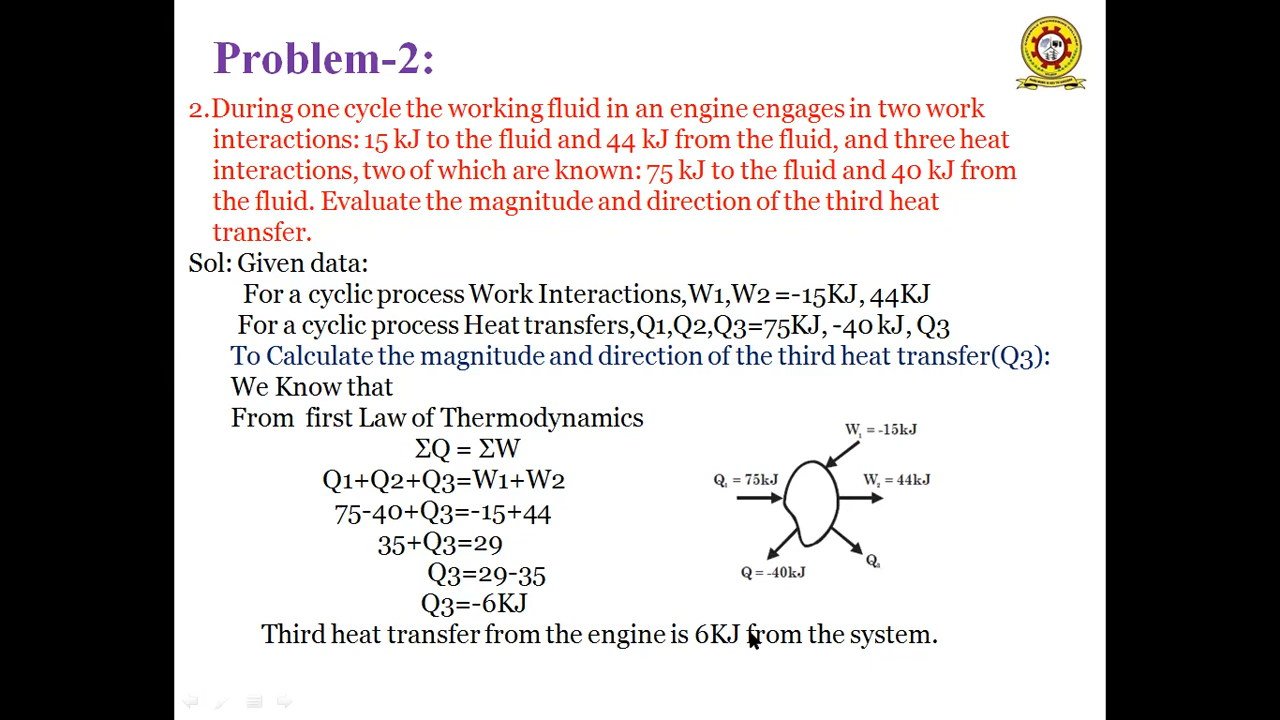 Problem-2:
2.During one cycle the working fluid in an engine engages in two work
interactions: 15 kJ to the fluid and 44 kJ from the fluid, and three heat
interactions, two of which are known: 75 kJ to the fluid and 40 kJ from
the fluid. Evaluate the magnitude and direction of the third heat
transfer.
Sol: Given data:
For a cyclic process Work Interactions,W1,W2 =-15KJ, 44KJ
For a cyclic process Heat transfers,Q1,Q2,Q3=75KJ, -40 kJ, Q3
To Calculate the magnitude and direction of the third heat transfer(Q3):
We Know that
From first Law of Thermodynamics
ΣQ = ΣW
Q1+Q2+Q3=W1+W2
75-40+Q3=-15+44
35+Q3=29
Q3=29-35
Q3=-6KJ
Third heat transfer from the engine is 6KJ from the system.
W₁ = -15kJ
Q₁ = 75kJ
W₂ = 44kJ
Q = -40kJ